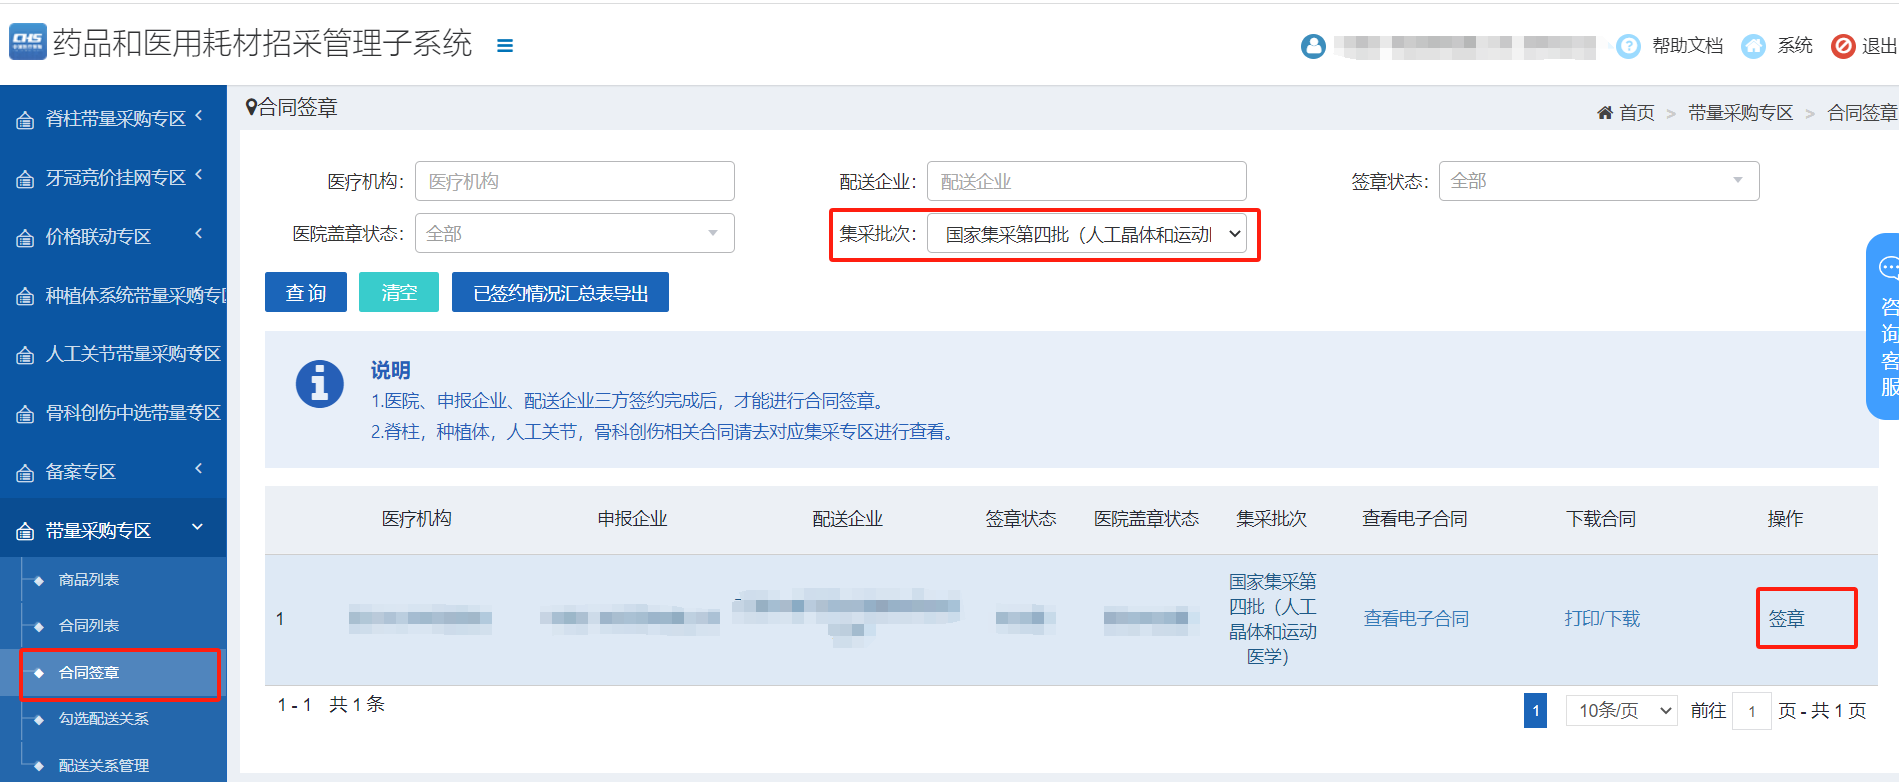 CHS
药品和医用耗材招采管理子系统
帮助文档
系统
退出
脊柱带量采购专区
牙冠竞价挂网专区
价格联动专区
种植体系统带量采购专区
人工关节带量采购专区
骨科创伤中选带量专区
备案专区
带量采购专区
商品列表
合同列表
合同签章
勾选配送关系
配送关系管理
合同签章
首页 > 带量采购专区 > 合同签章
医疗机构： 医疗机构
配送企业： 配送企业
签章状态： 全部
医院盖章状态： 全部
集采批次： 国家集采第四批（人工晶体和运动
查询
清空
已签约情况汇总表导出
说明
1.医院、申报企业、配送企业三方签约完成后，才能进行合同签章。
2.脊柱，种植体，人工关节，骨科创伤相关合同请去对应集采专区进行查看。
医疗机构 申报企业 配送企业 签章状态 医院盖章状态 集采批次 查看电子合同 下载合同 操作
1
国家集采第
四批（人工
晶体和运动
医学）
查看电子合同
打印/下载
签章
1 - 1 共 1 条
1
10条/页
前往 1 页 - 共 1 页
咨
询
客
服